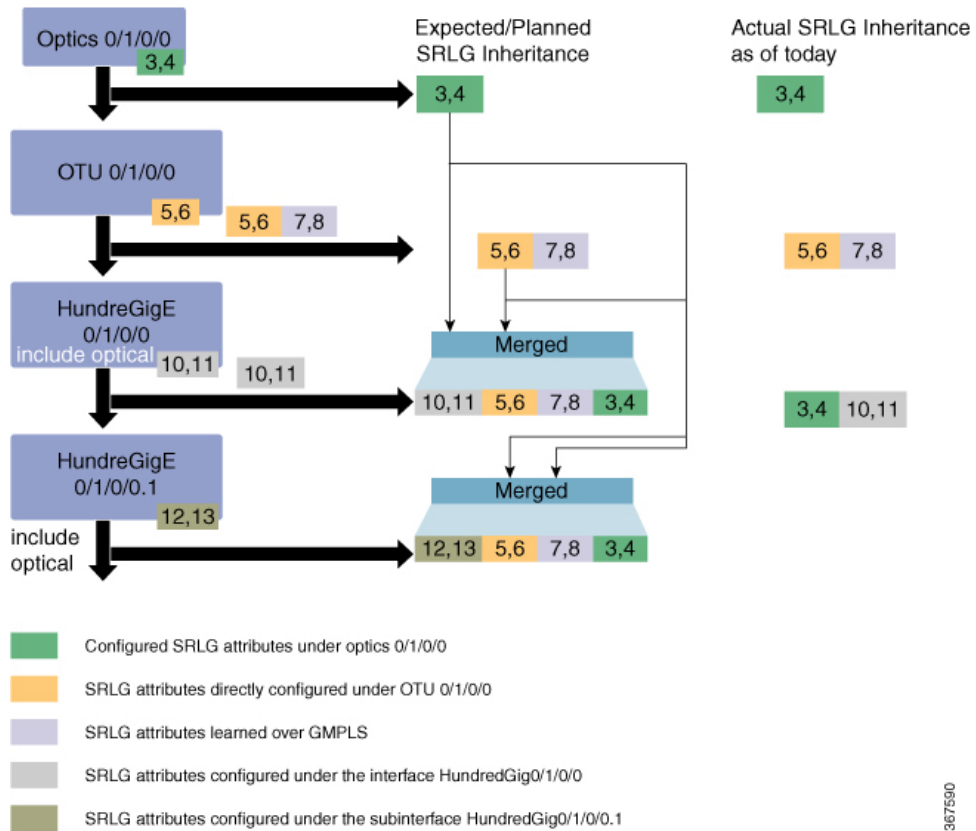 Optics 0/1/0/0
3,4
Expected/Planned
SRLG Inheritance
Actual SRLG Inheritance
as of today
3,4
3,4
OTU 0/1/0/0
5,6
5,6 7,8
5,6 7,8
5,6 7,8
HundreGigE
0/1/0/0
include optical
10,11
10,11
Merged
10,11 5,6 7,8 3,4
3,4 10,11
HundreGigE
0/1/0/0.1
12,13
include
optical
Merged
12,13 5,6 7,8 3,4
Configured SRLG attributes under optics 0/1/0/0
SRLG attributes directly configured under OTU 0/1/0/0
SRLG attributes learned over GMPLS
SRLG attributes configured under the interface HundredGig0/1/0/0
SRLG attributes configured under the subinterface HundredGig0/1/0/0.1
367590